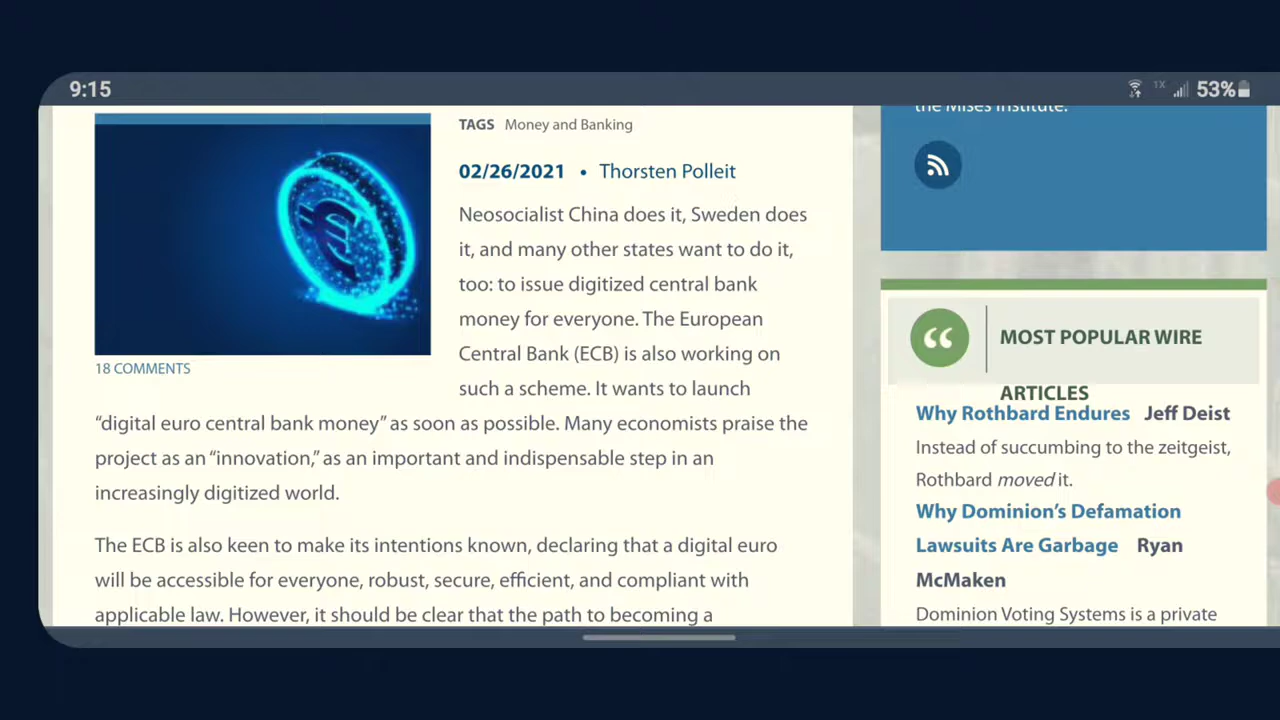 9:15
1X
53%
the Mises Institute.
TAGS Money and Banking
02/26/2021 • Thorsten Polleit
Neosocialist China does it, Sweden does
it, and many other states want to do it,
too: to issue digitized central bank
money for everyone. The European
Central Bank (ECB) is also working on
such a scheme. It wants to launch
“digital euro central bank money” as soon as possible. Many economists praise the
project as an “innovation,” as an important and indispensable step in an
increasingly digitized world.
The ECB is also keen to make its intentions known, declaring that a digital euro
will be accessible for everyone, robust, secure, efficient, and compliant with
applicable law. However, it should be clear that the path to becoming a
€
18 COMMENTS
MOST POPULAR WIRE
ARTICLES
Why Rothbard Endures Jeff Deist
Instead of succumbing to the zeitgeist,
Rothbard moved it.
Why Dominion’s Defamation
Lawsuits Are Garbage Ryan
McMaken
Dominion Voting Systems is a private